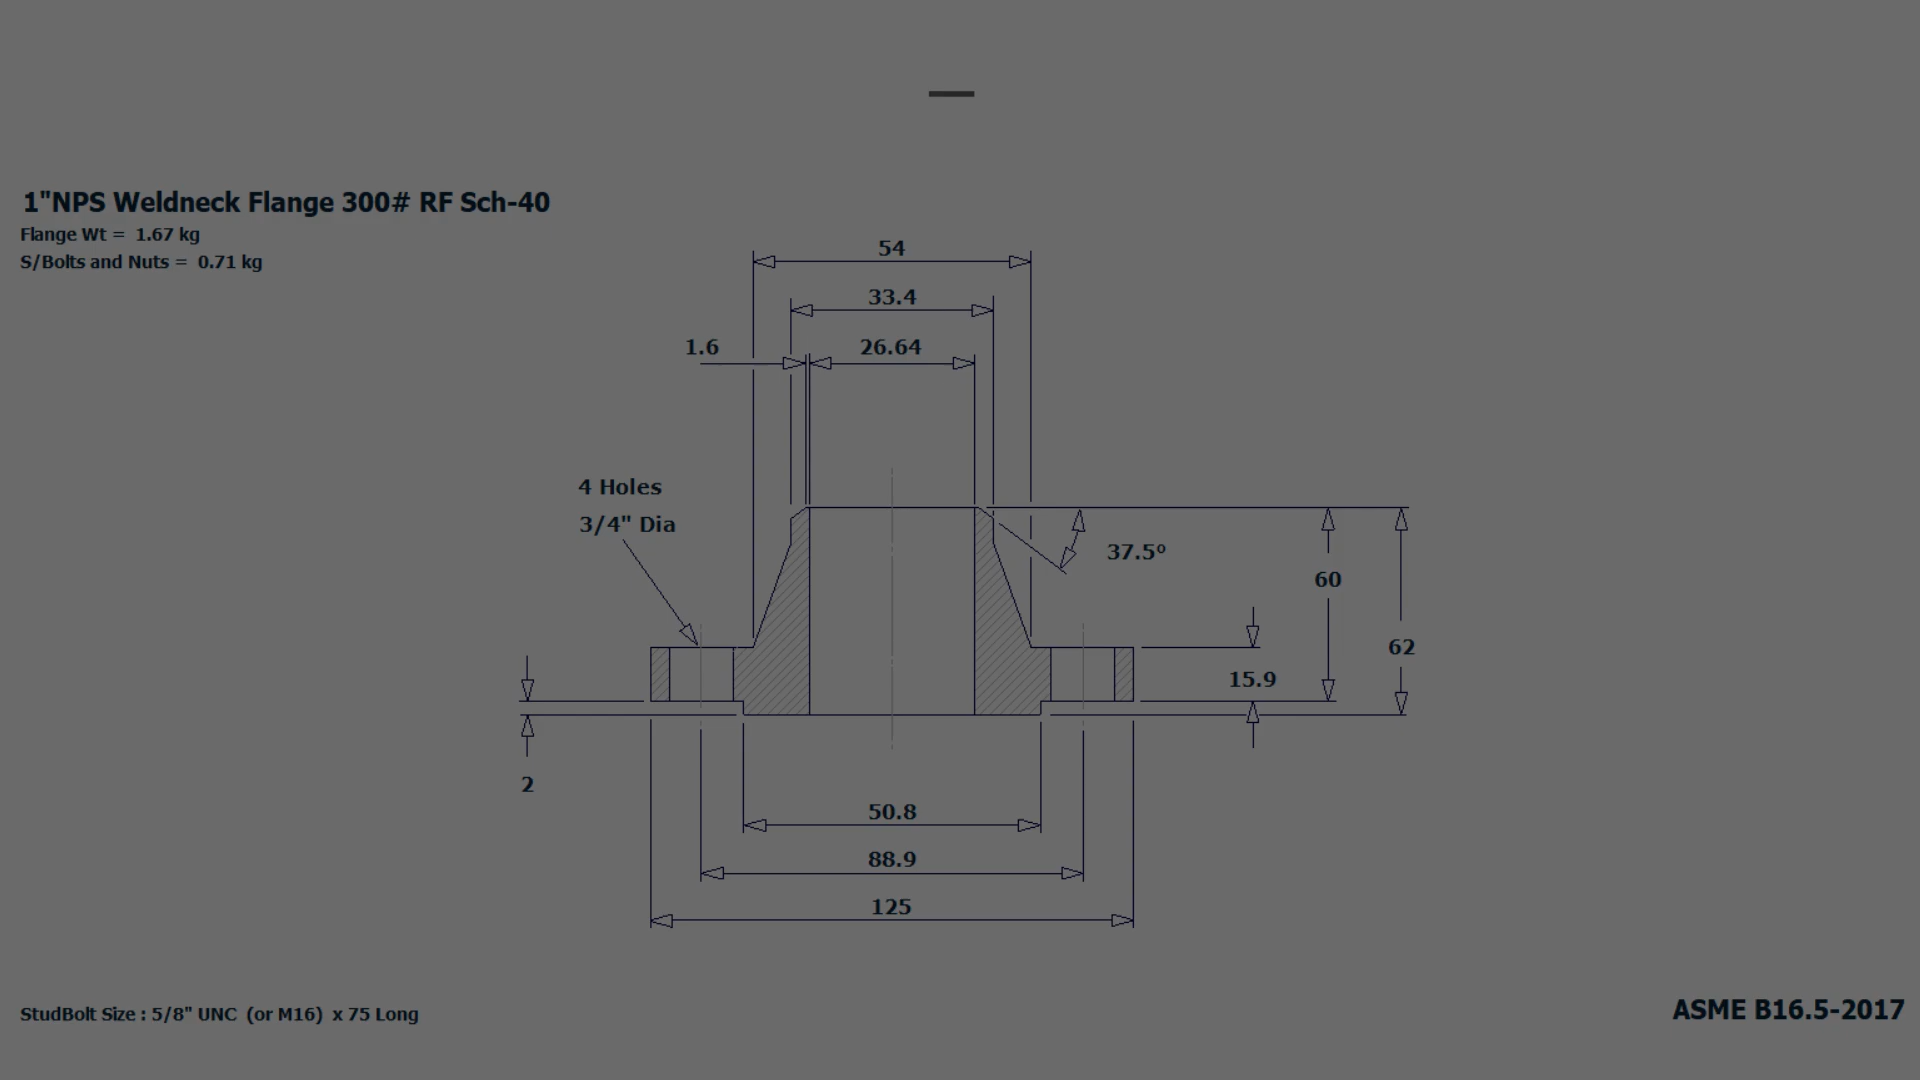 1"NPS Weldneck Flange 300# RF Sch-40
Flange Wt = 1.67 kg
S/Bolts and Nuts = 0.71 kg
54
33.4
1.6
26.64
4 Holes
3/4" Dia
37.5º
60
62
15.9
2
50.8
88.9
125
StudBolt Size : 5/8" UNC (or M16) x 75 Long
ASME B16.5-2017